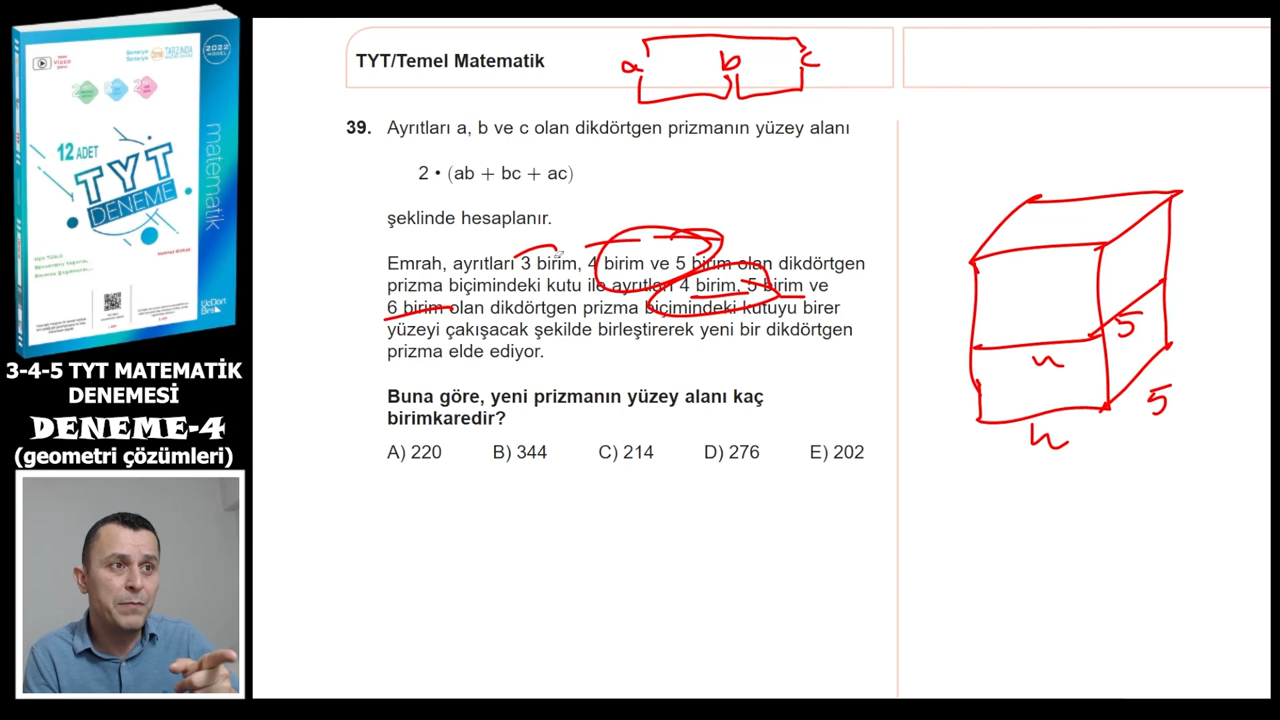 2022
MODEL
12 ADET
TYT
DENEME
matematik
ÜçDört
Beş
3-4-5 TYT MATEMATİK
DENEMESİ
DENEME-4
(geometri çözümleri)
TYT/Temel Matematik
a b c
39. Ayrıtları a, b ve c olan dikdörtgen prizmanın yüzey alanı
2 • (ab + bc + ac)
şeklinde hesaplanır.
Emrah, ayrıtları 3 birim, 4 birim ve 5 birim olan dikdörtgen
prizma biçimindeki kutu ile ayrıtları 4 birim, 5 birim ve
6 birim olan dikdörtgen prizma biçimindeki kutuyu birer
yüzeyi çakışacak şekilde birleştirerek yeni bir dikdörtgen
prizma elde ediyor.
Buna göre, yeni prizmanın yüzey alanı kaç
birimkaredir?
A) 220 B) 344 C) 214 D) 276 E) 202
5
5